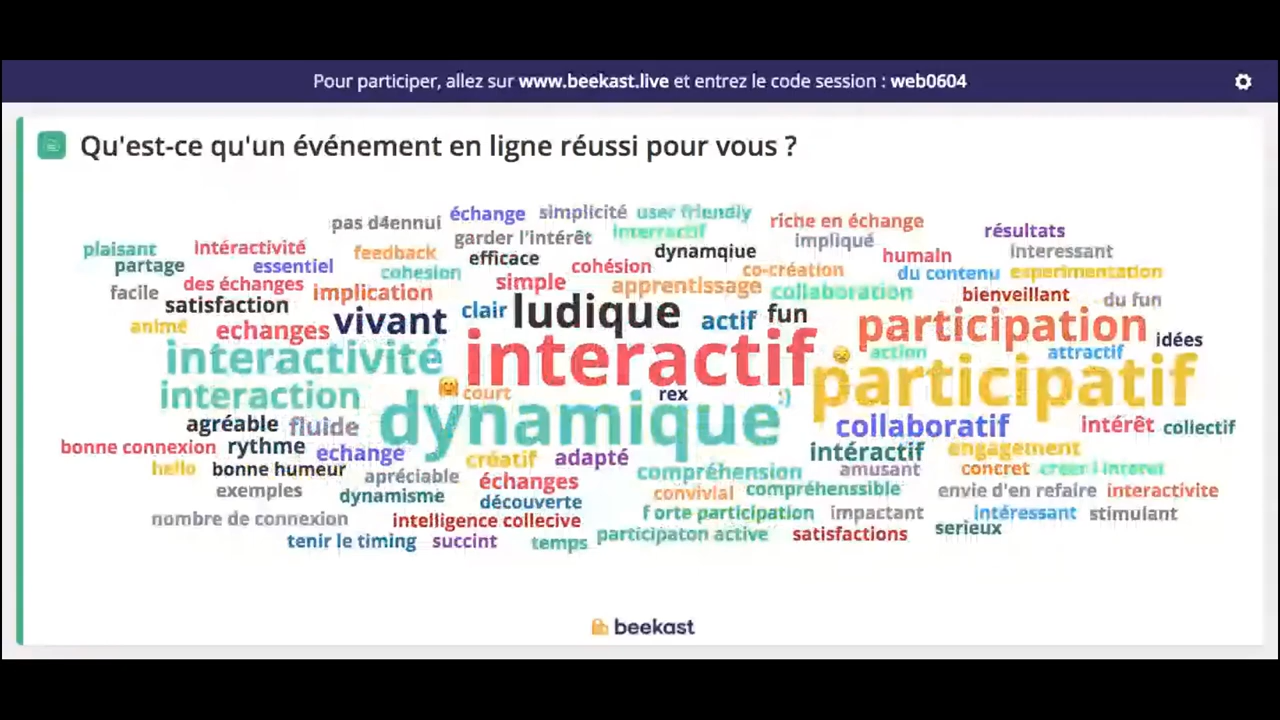 Pour participer, allez sur www.beekast.live et entrez le code session : web0604
Qu'est-ce qu'un événement en ligne réussi pour vous ?
pas d4ennui échange simplicité user friendly riche en échange
plaisant intéractivité feedback garder l'intérêt interractif dynamqiue impliqué humain résultats interessant
partage essentiel cohesion efficace cohésion co-création du contenu experimentation
facile des échanges implication simple apprentissage collaboration bienveillant du fun
animé satisfaction echanges vivant clair ludique actif fun participation idées
interactivité interactif action attractif
interaction court rex :) participatif
agréable fluide dynamique collaboratif intérêt collectif
bonne connexion rythme echange créatif adapté intéractif engagement
hello bonne humeur apréciable échanges compréhension amusant concret créer l interet
exemples dynamisme découverte convivial compréhenssible envie d'en refaire interactivite
nombre de connexion intelligence collecive f orte participation impactant intéressant stimulant
tenir le timing succint temps participaton active satisfactions serieux
beekast